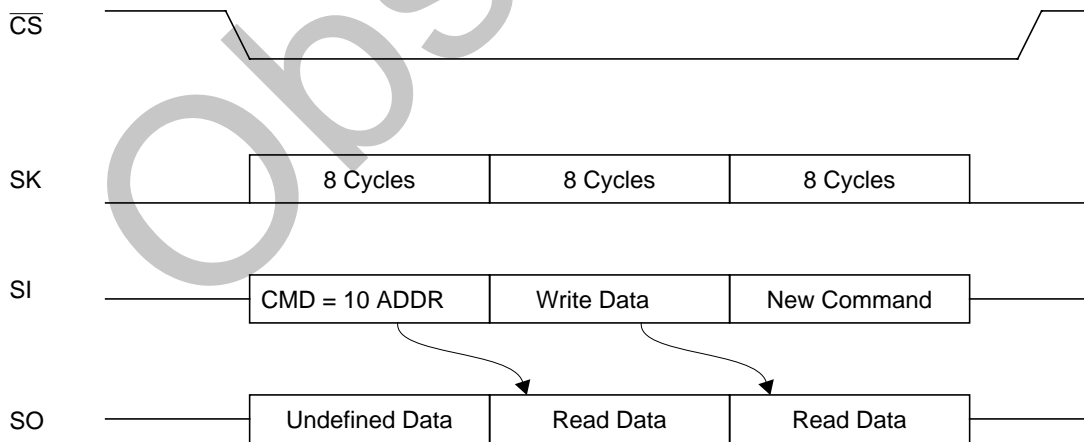 CS
SK 8 Cycles 8 Cycles 8 Cycles
SI CMD = 10 ADDR Write Data New Command
SO Undefined Data Read Data Read Data
Obs